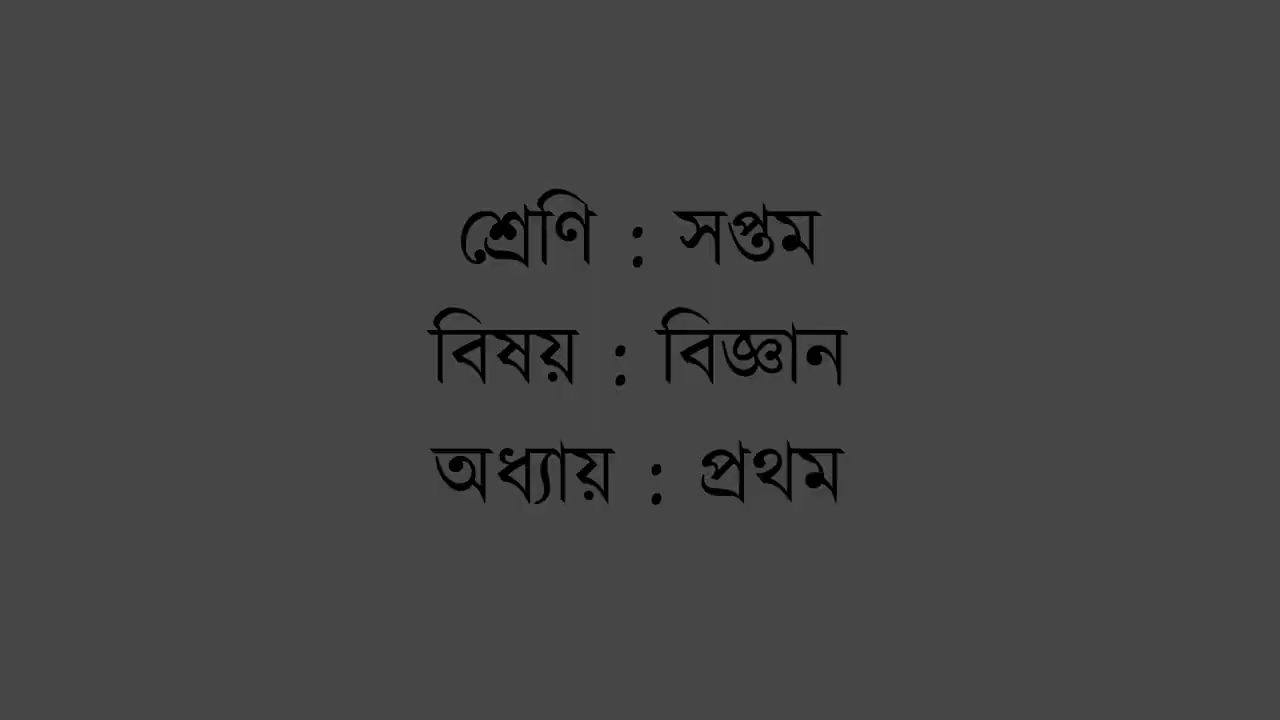 শ্রেণি : সপ্তম
বিষয় : বিজ্ঞান
অধ্যায় : প্রথম